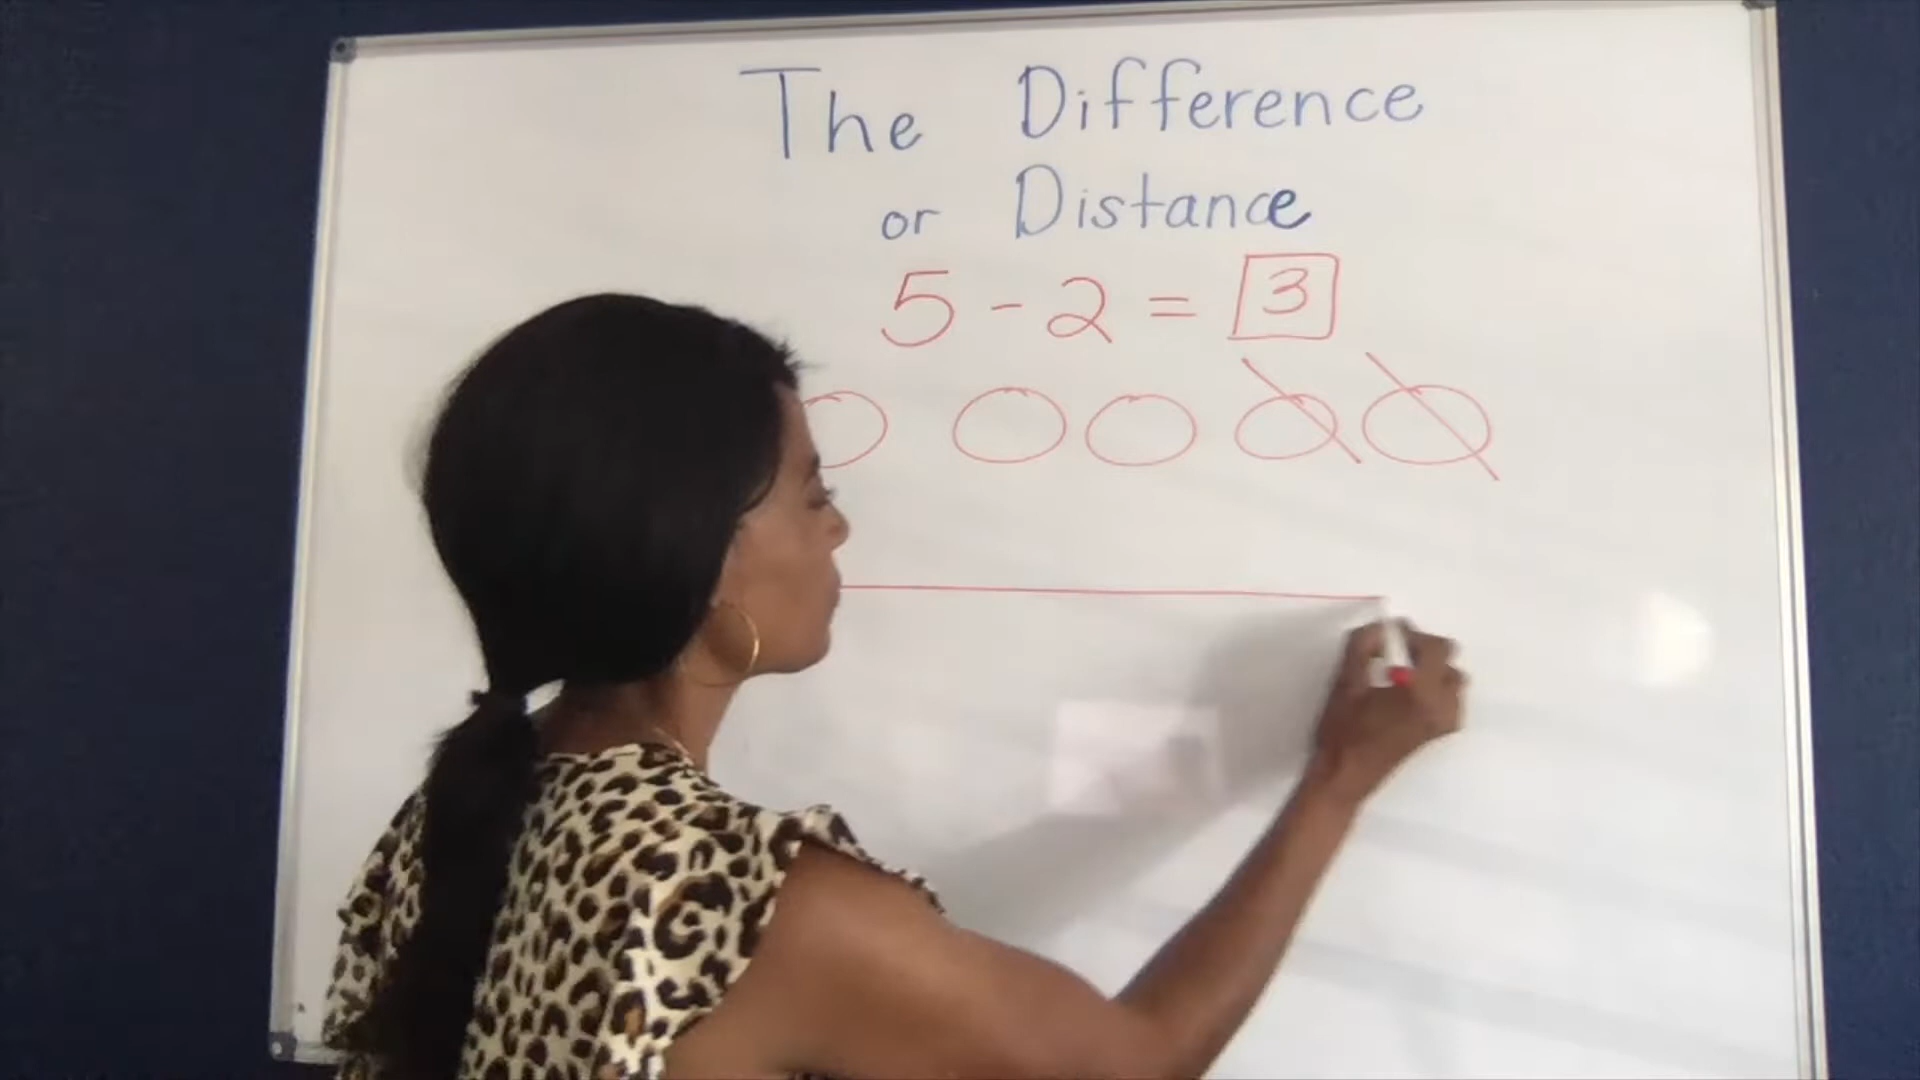 The Difference
or Distance
5 - 2 = 3